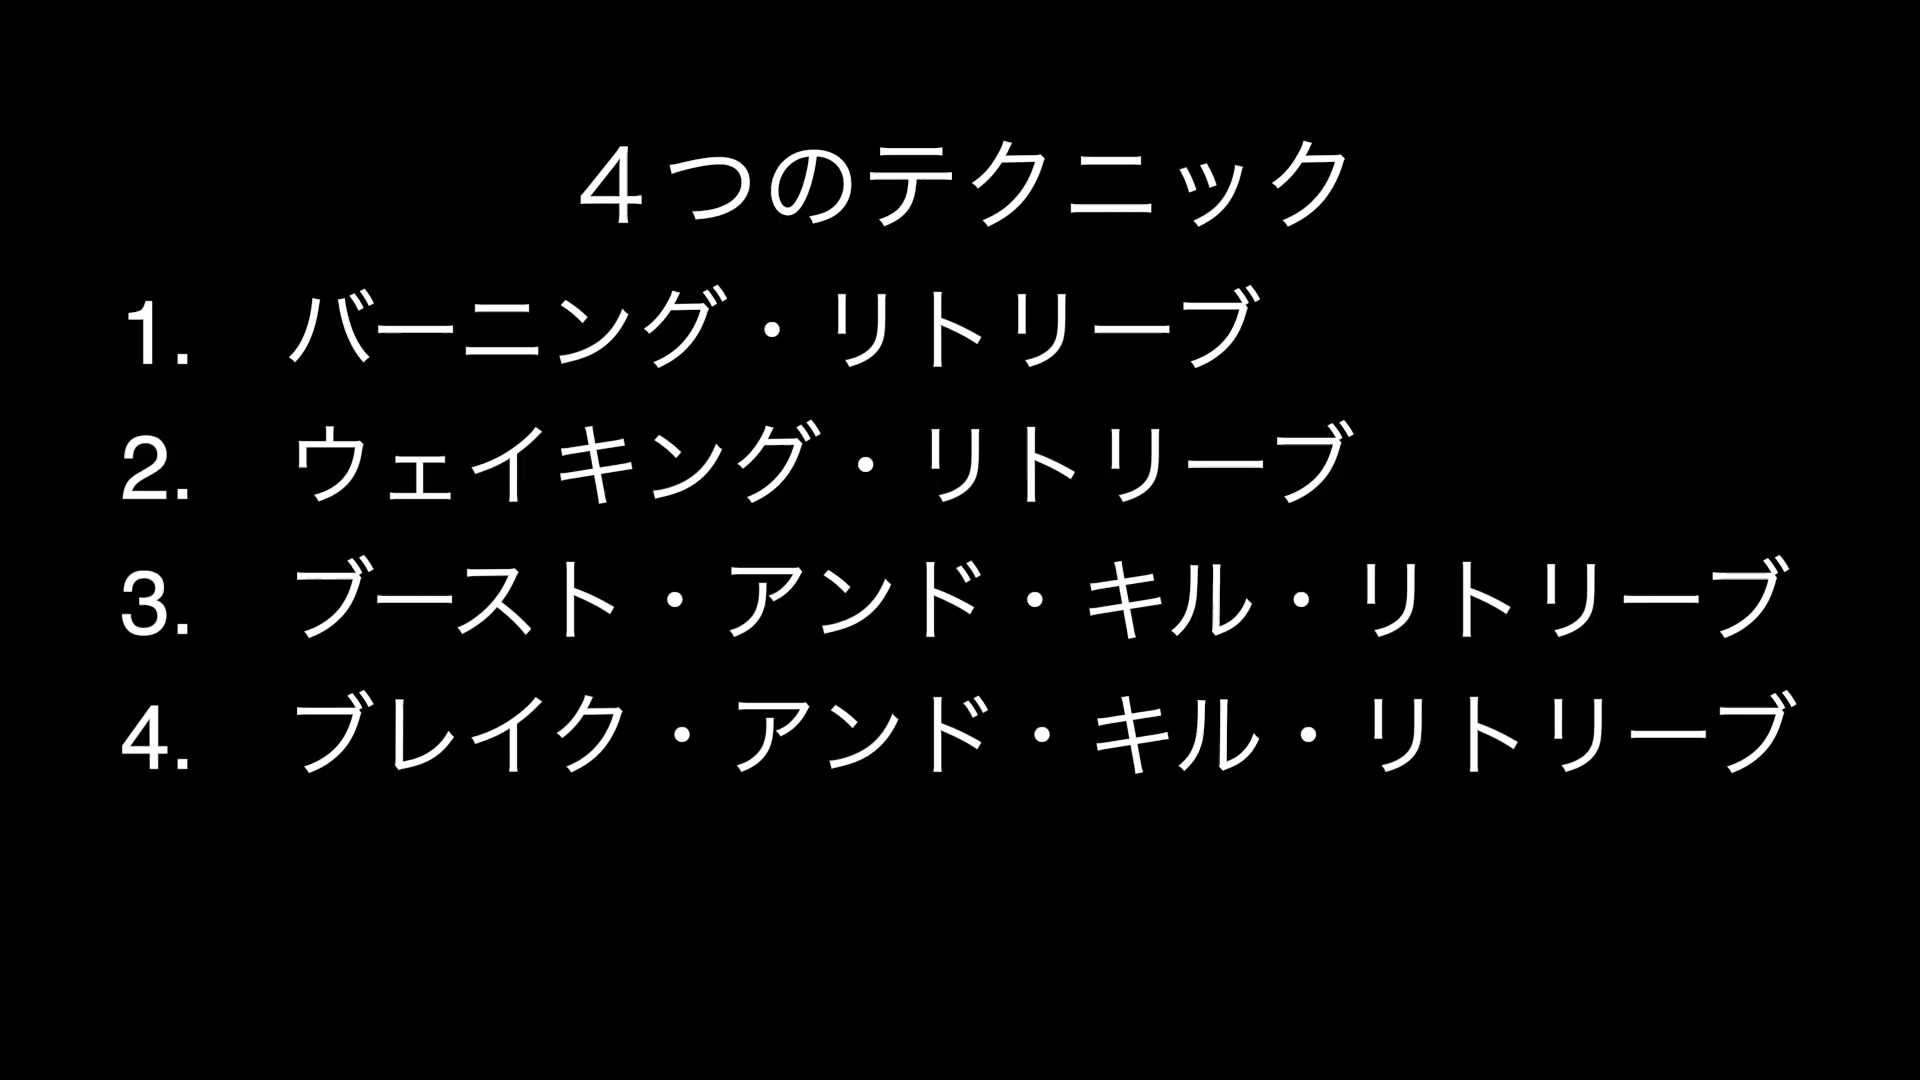 ４つのテクニック
1. バーニング・リトリーブ
2. ウェイキング・リトリーブ
3. ブースト・アンド・キル・リトリーブ
4. ブレイク・アンド・キル・リトリーブ